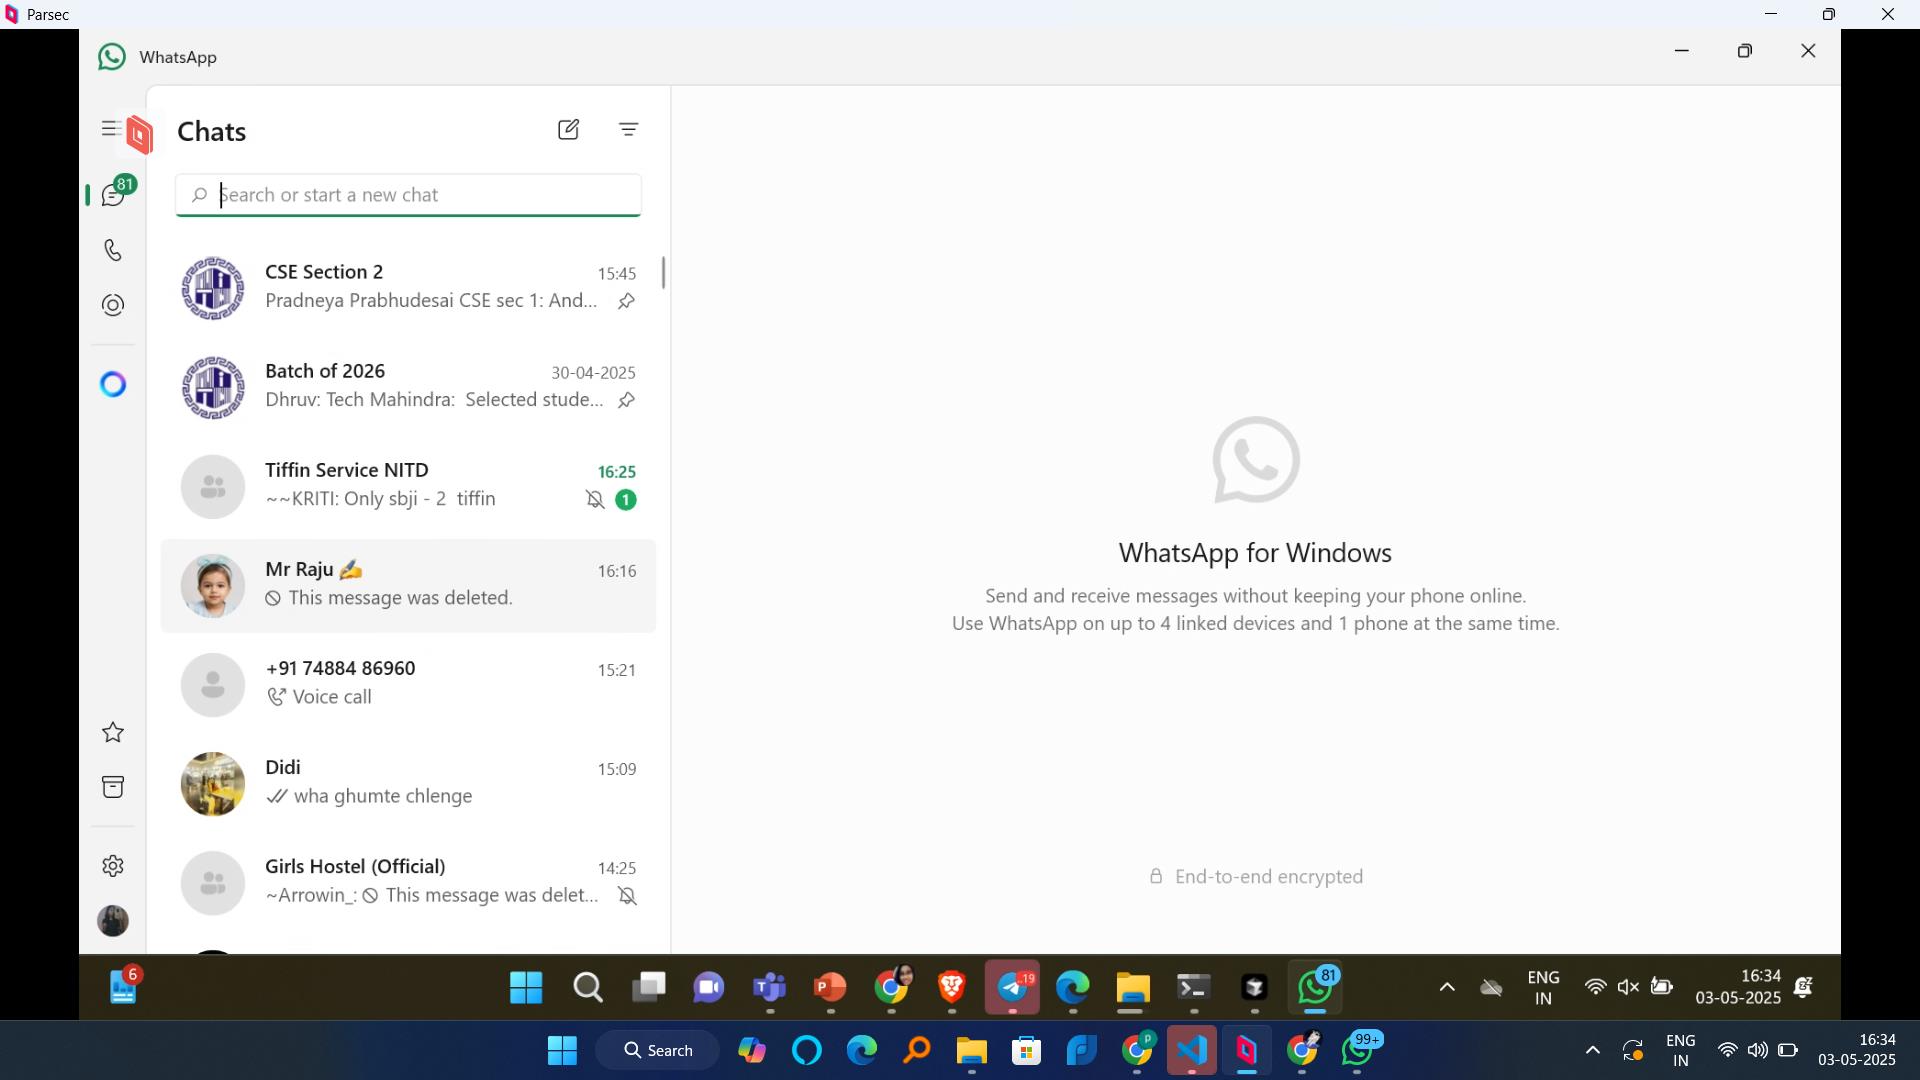 Parsec
WhatsApp
Chats
81
Search or start a new chat
CSE Section 2
15:45
Pradneya Prabhudesai CSE sec 1: And...
Batch of 2026
30-04-2025
Dhruv: Tech Mahindra: Selected stude...
Tiffin Service NITD
16:25
~~KRITI: Only sbji - 2 tiffin
1
Mr Raju ✍️
16:16
This message was deleted.
+91 74884 86960
15:21
Voice call
Didi
15:09
wha ghumte chlenge
Girls Hostel (Official)
14:25
~Arrowin_: This message was delet...
WhatsApp for Windows
Send and receive messages without keeping your phone online.
Use WhatsApp on up to 4 linked devices and 1 phone at the same time.
End-to-end encrypted
6
19
81
ENG
IN
16:34
03-05-2025
Search
99+
ENG
IN
16:34
03-05-2025